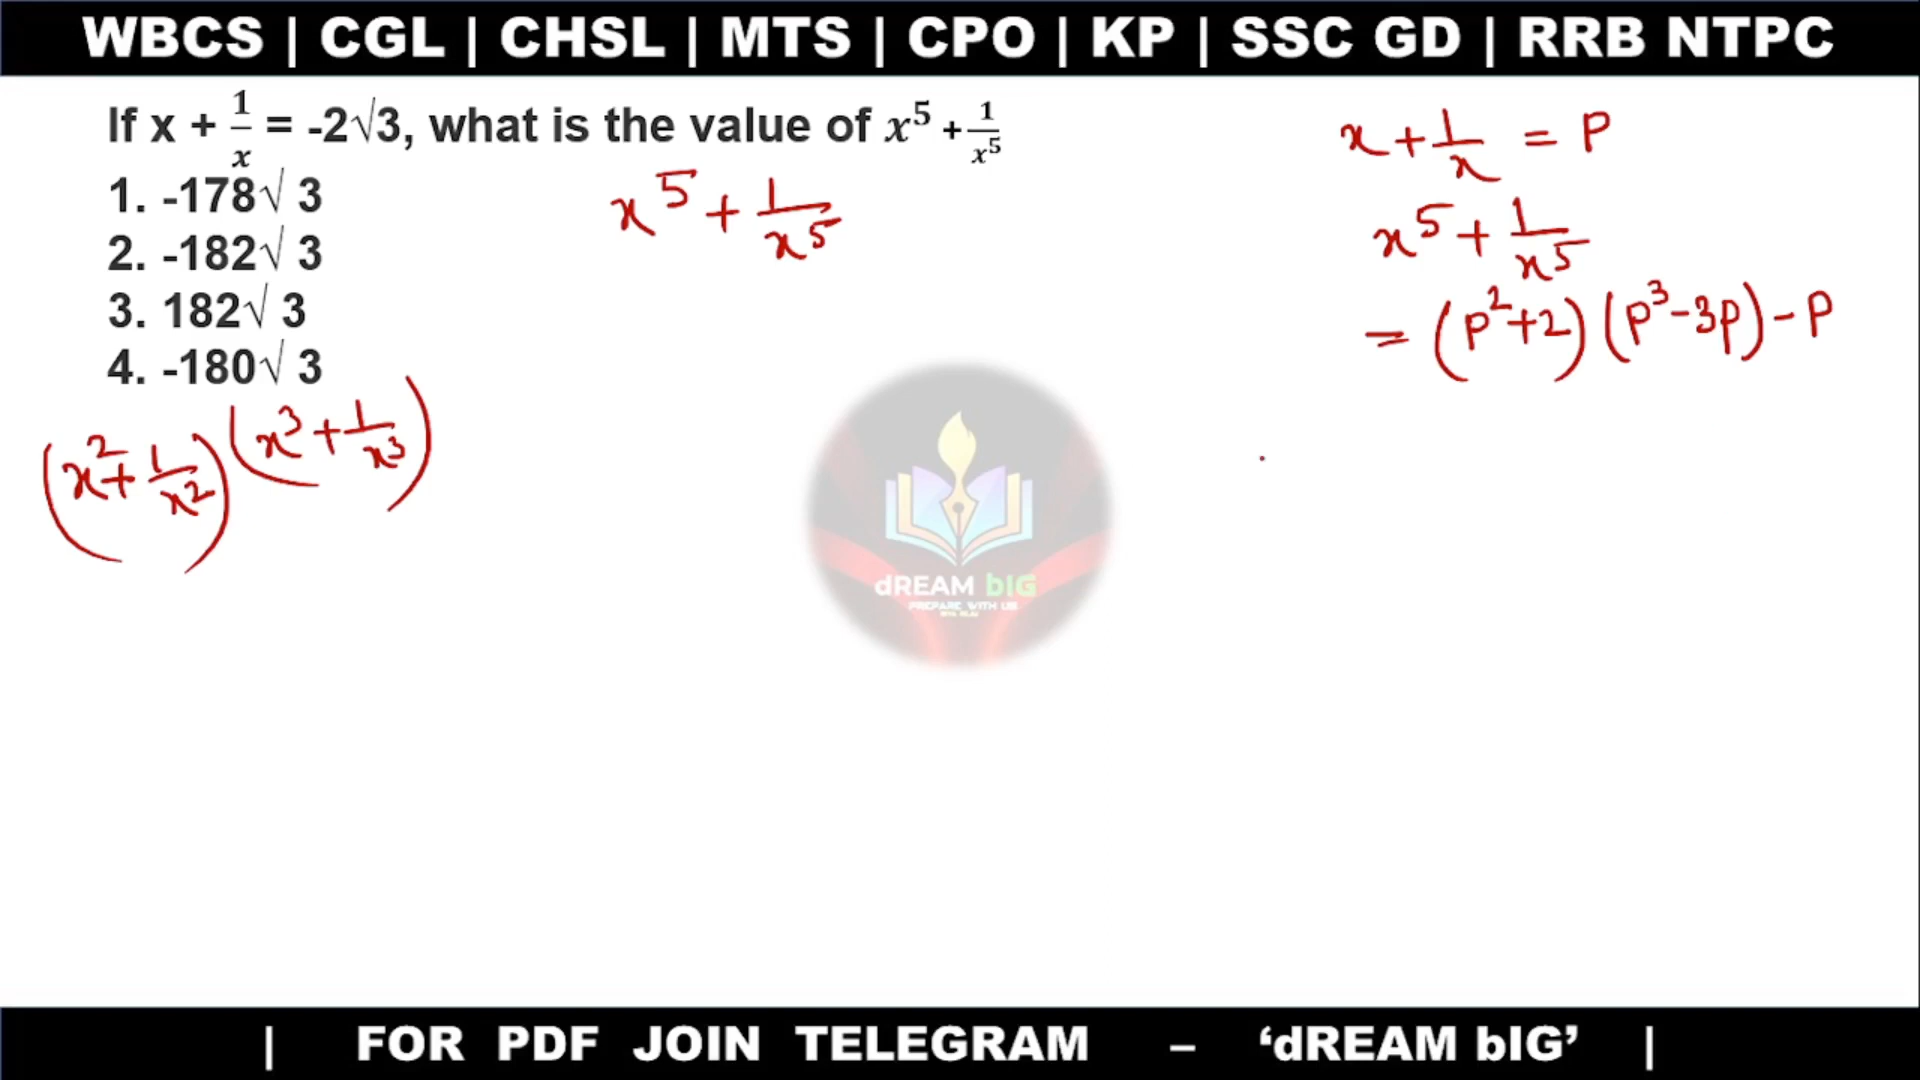 WBCS | CGL | CHSL | MTS | CPO | KP | SSC GD | RRB NTPC
If x + 1/x = -2√3, what is the value of x⁵ + 1/x⁵
1. -178√ 3
2. -182√ 3
3. 182√ 3
4. -180√ 3
(x² + 1/x²) (x³ + 1/x³)
x⁵ + 1/x⁵
x + 1/x = P
x⁵ + 1/x⁵
= (P² + 2) (P³ - 3P) - P
dREAM bIG
PREPARE WITH US
| FOR PDF JOIN TELEGRAM – ‘dREAM bIG’ |